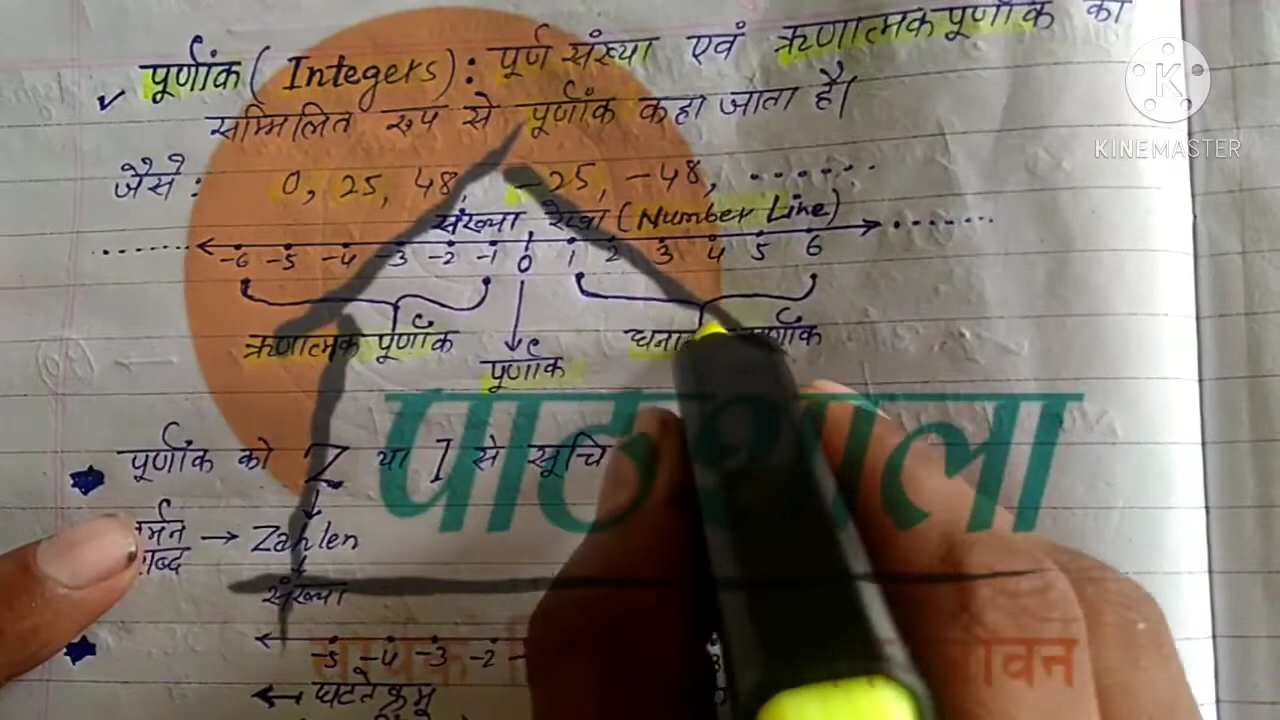 पूर्णांक ( Integers ) : पूर्ण संख्या एवं ऋणात्मक पूर्णांक को
सम्मिलित रूप से पूर्णांक कहा जाता है।
KINEMASTER
जैसे : 0, 25, 48, -25, -48, ......
संख्या रेखा ( Number Line )
-6 -5 -4 -3 -2 -1 0 1 2 3 4 5 6
ऋणात्मक पूर्णांक
पूर्णांक
पाठशाला
पूर्णांक को Z या I से सूचि
→ Zahlen
संख्या
-5 -4 -3 -2
← घटते क्रम